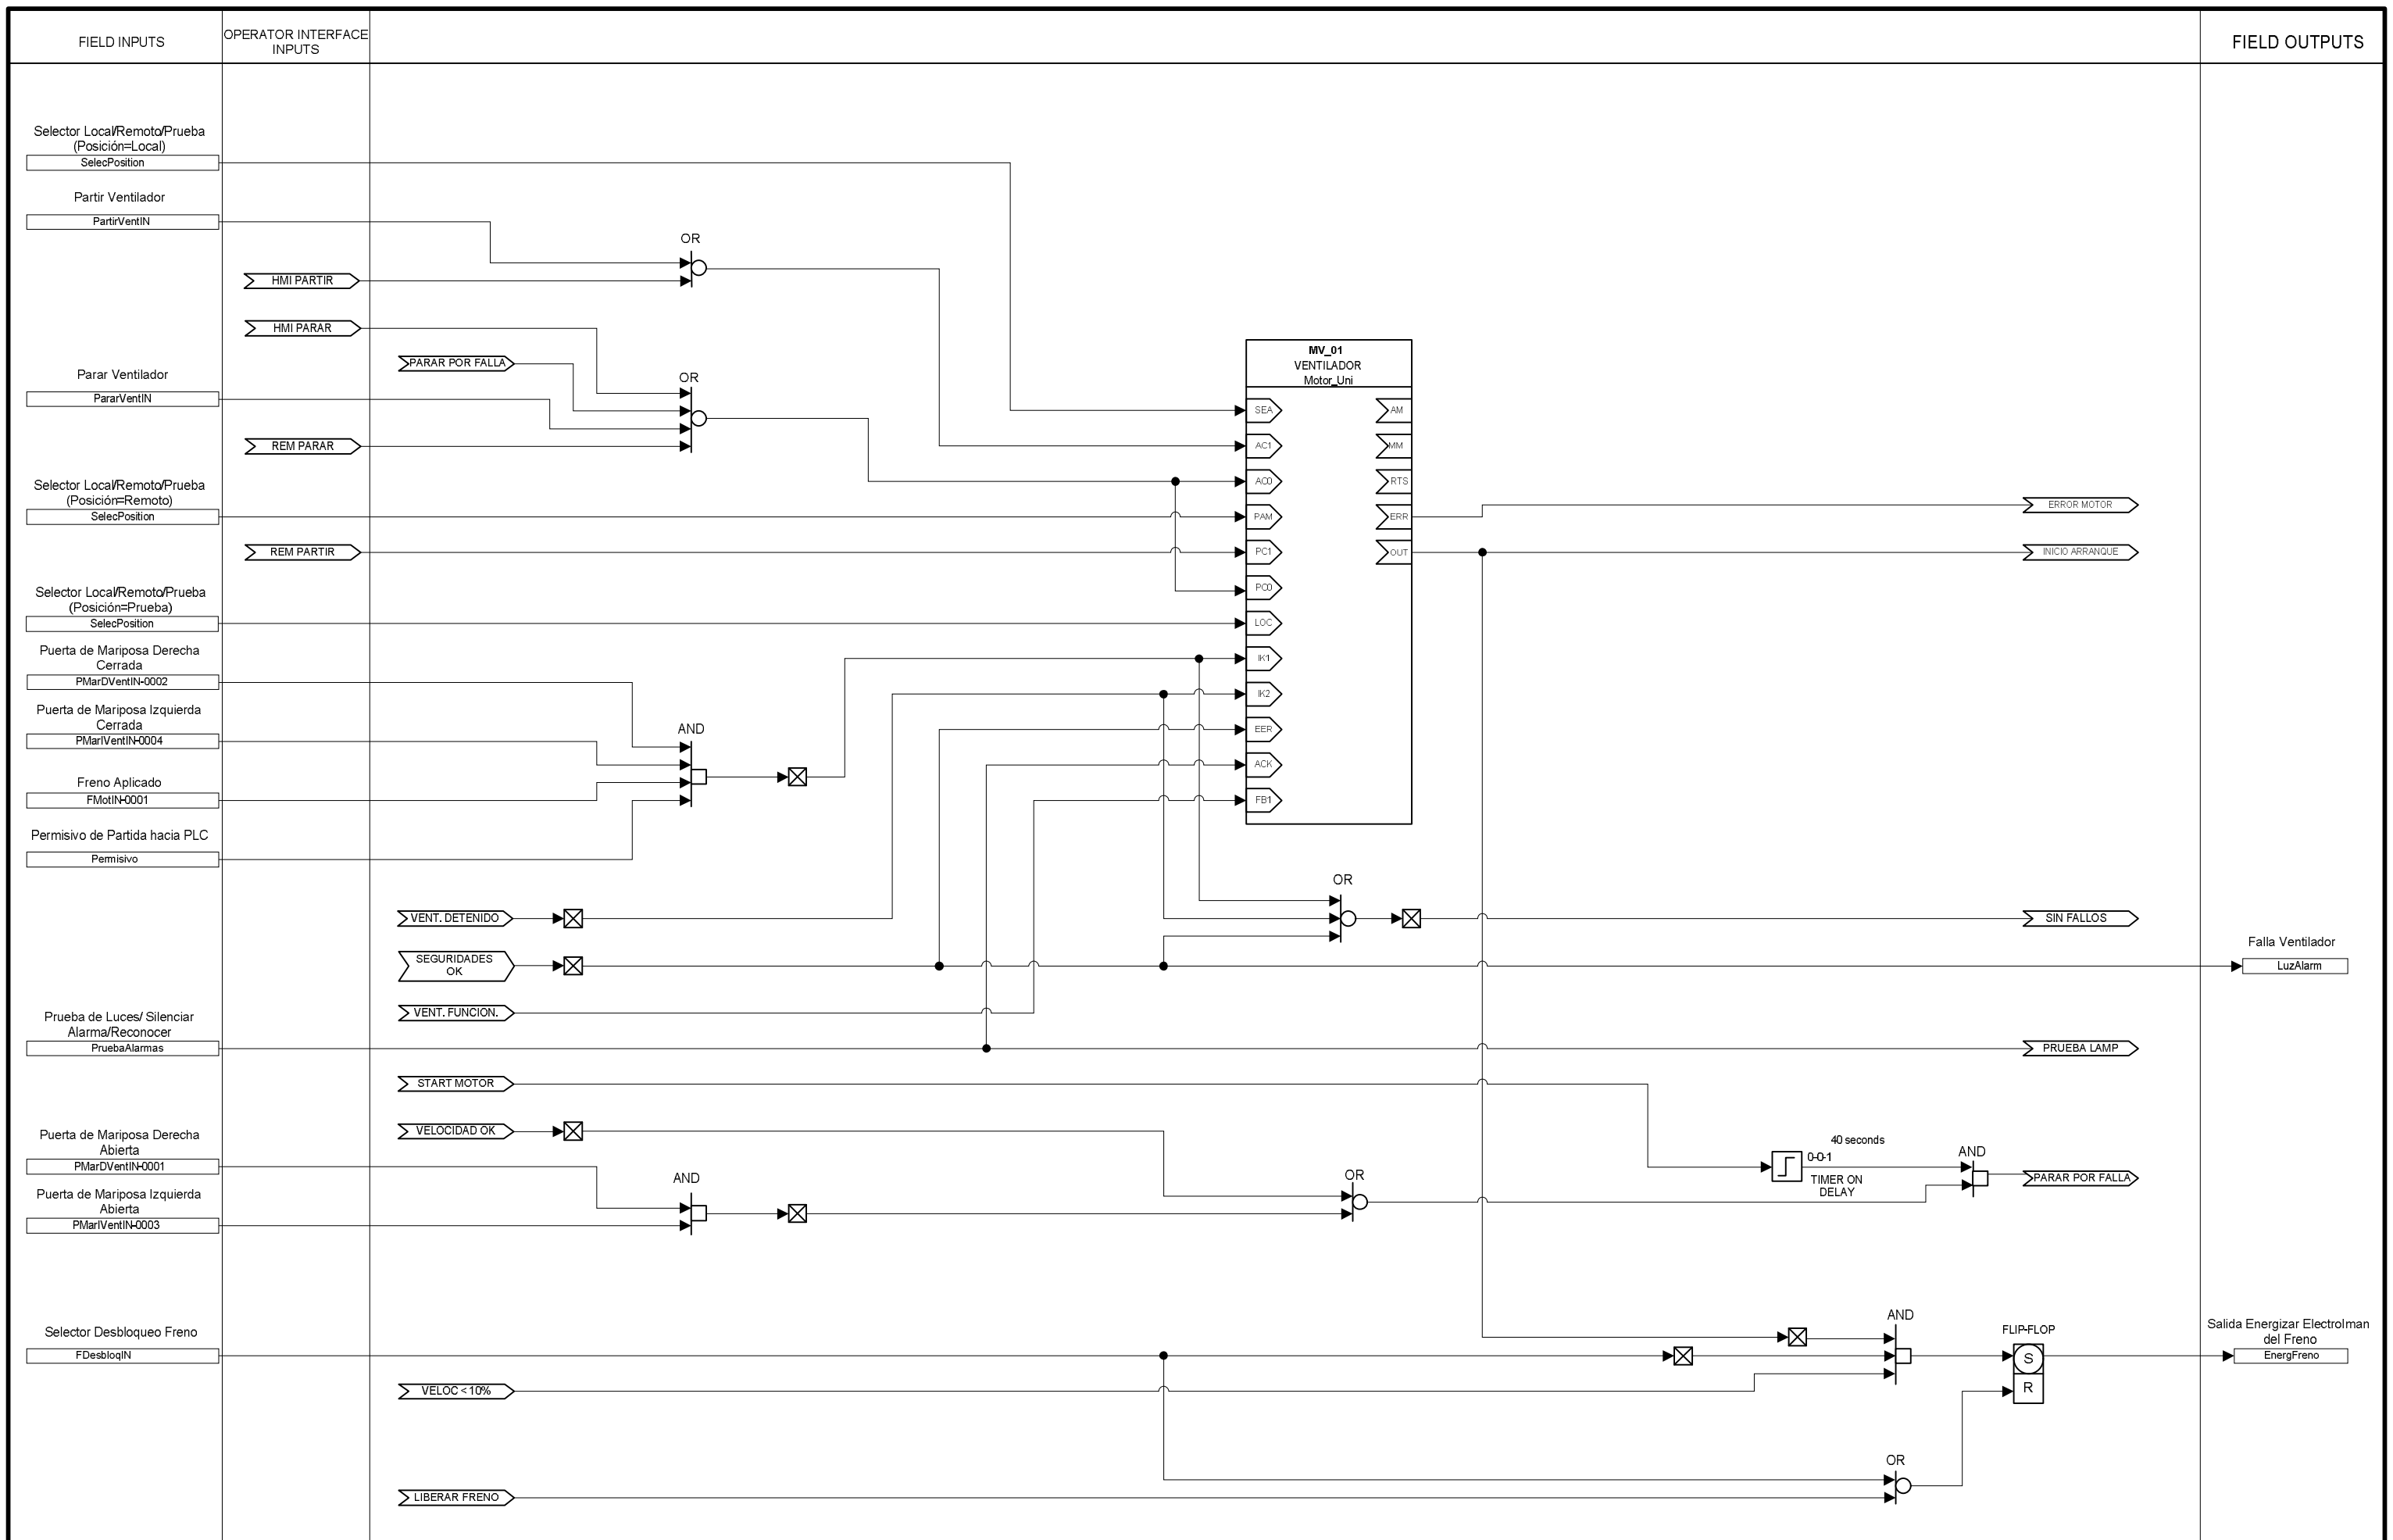 FIELD INPUTS
OPERATOR INTERFACE
INPUTS
FIELD OUTPUTS
Selector Local/Remoto/Prueba
(Posición=Local)
SelecPosition
Partir Ventilador
PartirVentIN
OR
HMI PARTIR
HMI PARAR
PARAR POR FALLA
Parar Ventilador
PararVentIN
OR
REM PARAR
MV_01
VENTILADOR
Motor_Uni
SEA
AC1
AC0
PAM
PC1
PC0
LOC
IK1
IK2
EER
ACK
FB1
AM
MM
RTS
ERR
OUT
ERROR MOTOR
INICIO ARRANQUE
Selector Local/Remoto/Prueba
(Posición=Remoto)
SelecPosition
REM PARTIR
Selector Local/Remoto/Prueba
(Posición=Prueba)
SelecPosition
Puerta de Mariposa Derecha
Cerrada
PMarDVentIN-0002
Puerta de Mariposa Izquierda
Cerrada
PMarIVentIN-0004
AND
Freno Aplicado
FMotIN-0001
Permisivo de Partida hacia PLC
Permisivo
OR
VENT. DETENIDO
SIN FALLOS
SEGURIDADES
OK
Falla Ventilador
LuzAlarm
VENT. FUNCION.
Prueba de Luces/ Silenciar
Alarma/Reconocer
PruebaAlarmas
PRUEBA LAMP
START MOTOR
VELOCIDAD OK
Puerta de Mariposa Derecha
Abierta
PMarDVentIN-0001
40 seconds
0-0-1
TIMER ON
DELAY
AND
PARAR POR FALLA
AND
OR
Puerta de Mariposa Izquierda
Abierta
PMarIVentIN-0003
Selector Desbloqueo Freno
FDesbloqIN
AND
FLIP-FLOP
S
R
Salida Energizar ElectroIman
del Freno
EnergFreno
VELOC < 10%
OR
LIBERAR FRENO